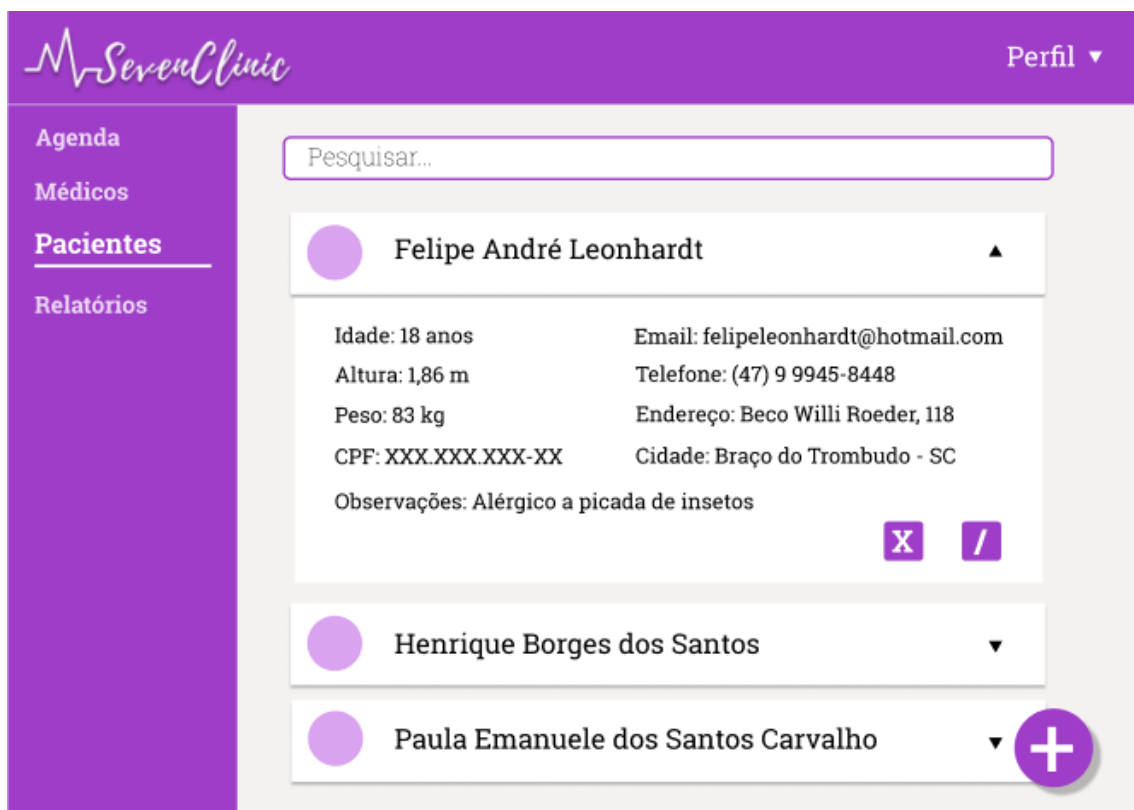 SevenClinic
Perfil ▼
Agenda
Médicos
Pacientes
Relatórios
Pesquisar...
Felipe André Leonhardt ▲
Idade: 18 anos
Email: felipeleonhardt@hotmail.com
Altura: 1,86 m
Telefone: (47) 9 9945-8448
Peso: 83 kg
Endereço: Beco Willi Roeder, 118
CPF: XXX.XXX.XXX-XX
Cidade: Braço do Trombudo - SC
Observações: Alérgico a picada de insetos
X /
Henrique Borges dos Santos ▼
Paula Emanuele dos Santos Carvalho ▼
+